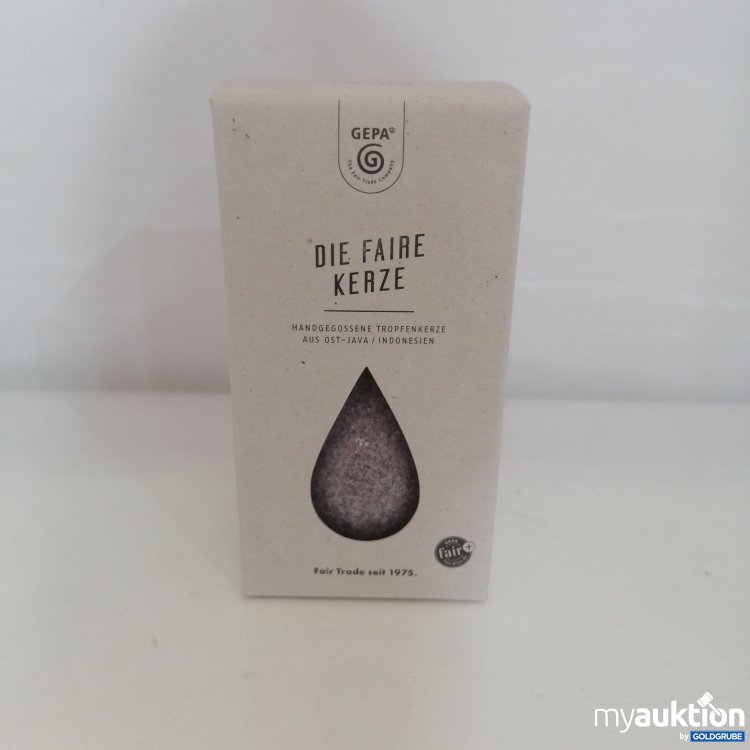 GEPA®
The Fair Trade Company
DIE FAIRE
KERZE
HANDGEGOSSENE TROPFENKERZE
AUS OST-JAVA / INDONESIEN
GEPA
fair +
Fair Trade seit 1975.
myauktion
by GOLDGRUBE